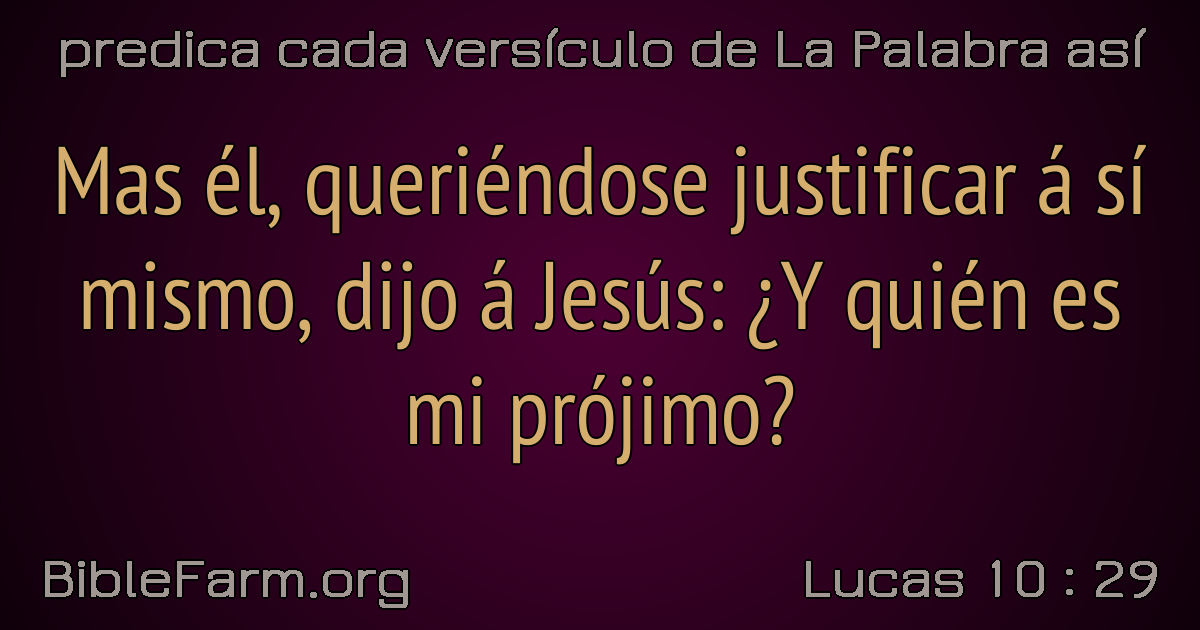 predica cada versículo de La Palabra así
Mas él, queriéndose justificar á sí
mismo, dijo á Jesús: ¿Y quién es
mi prójimo?
BibleFarm.org
Lucas 10 : 29